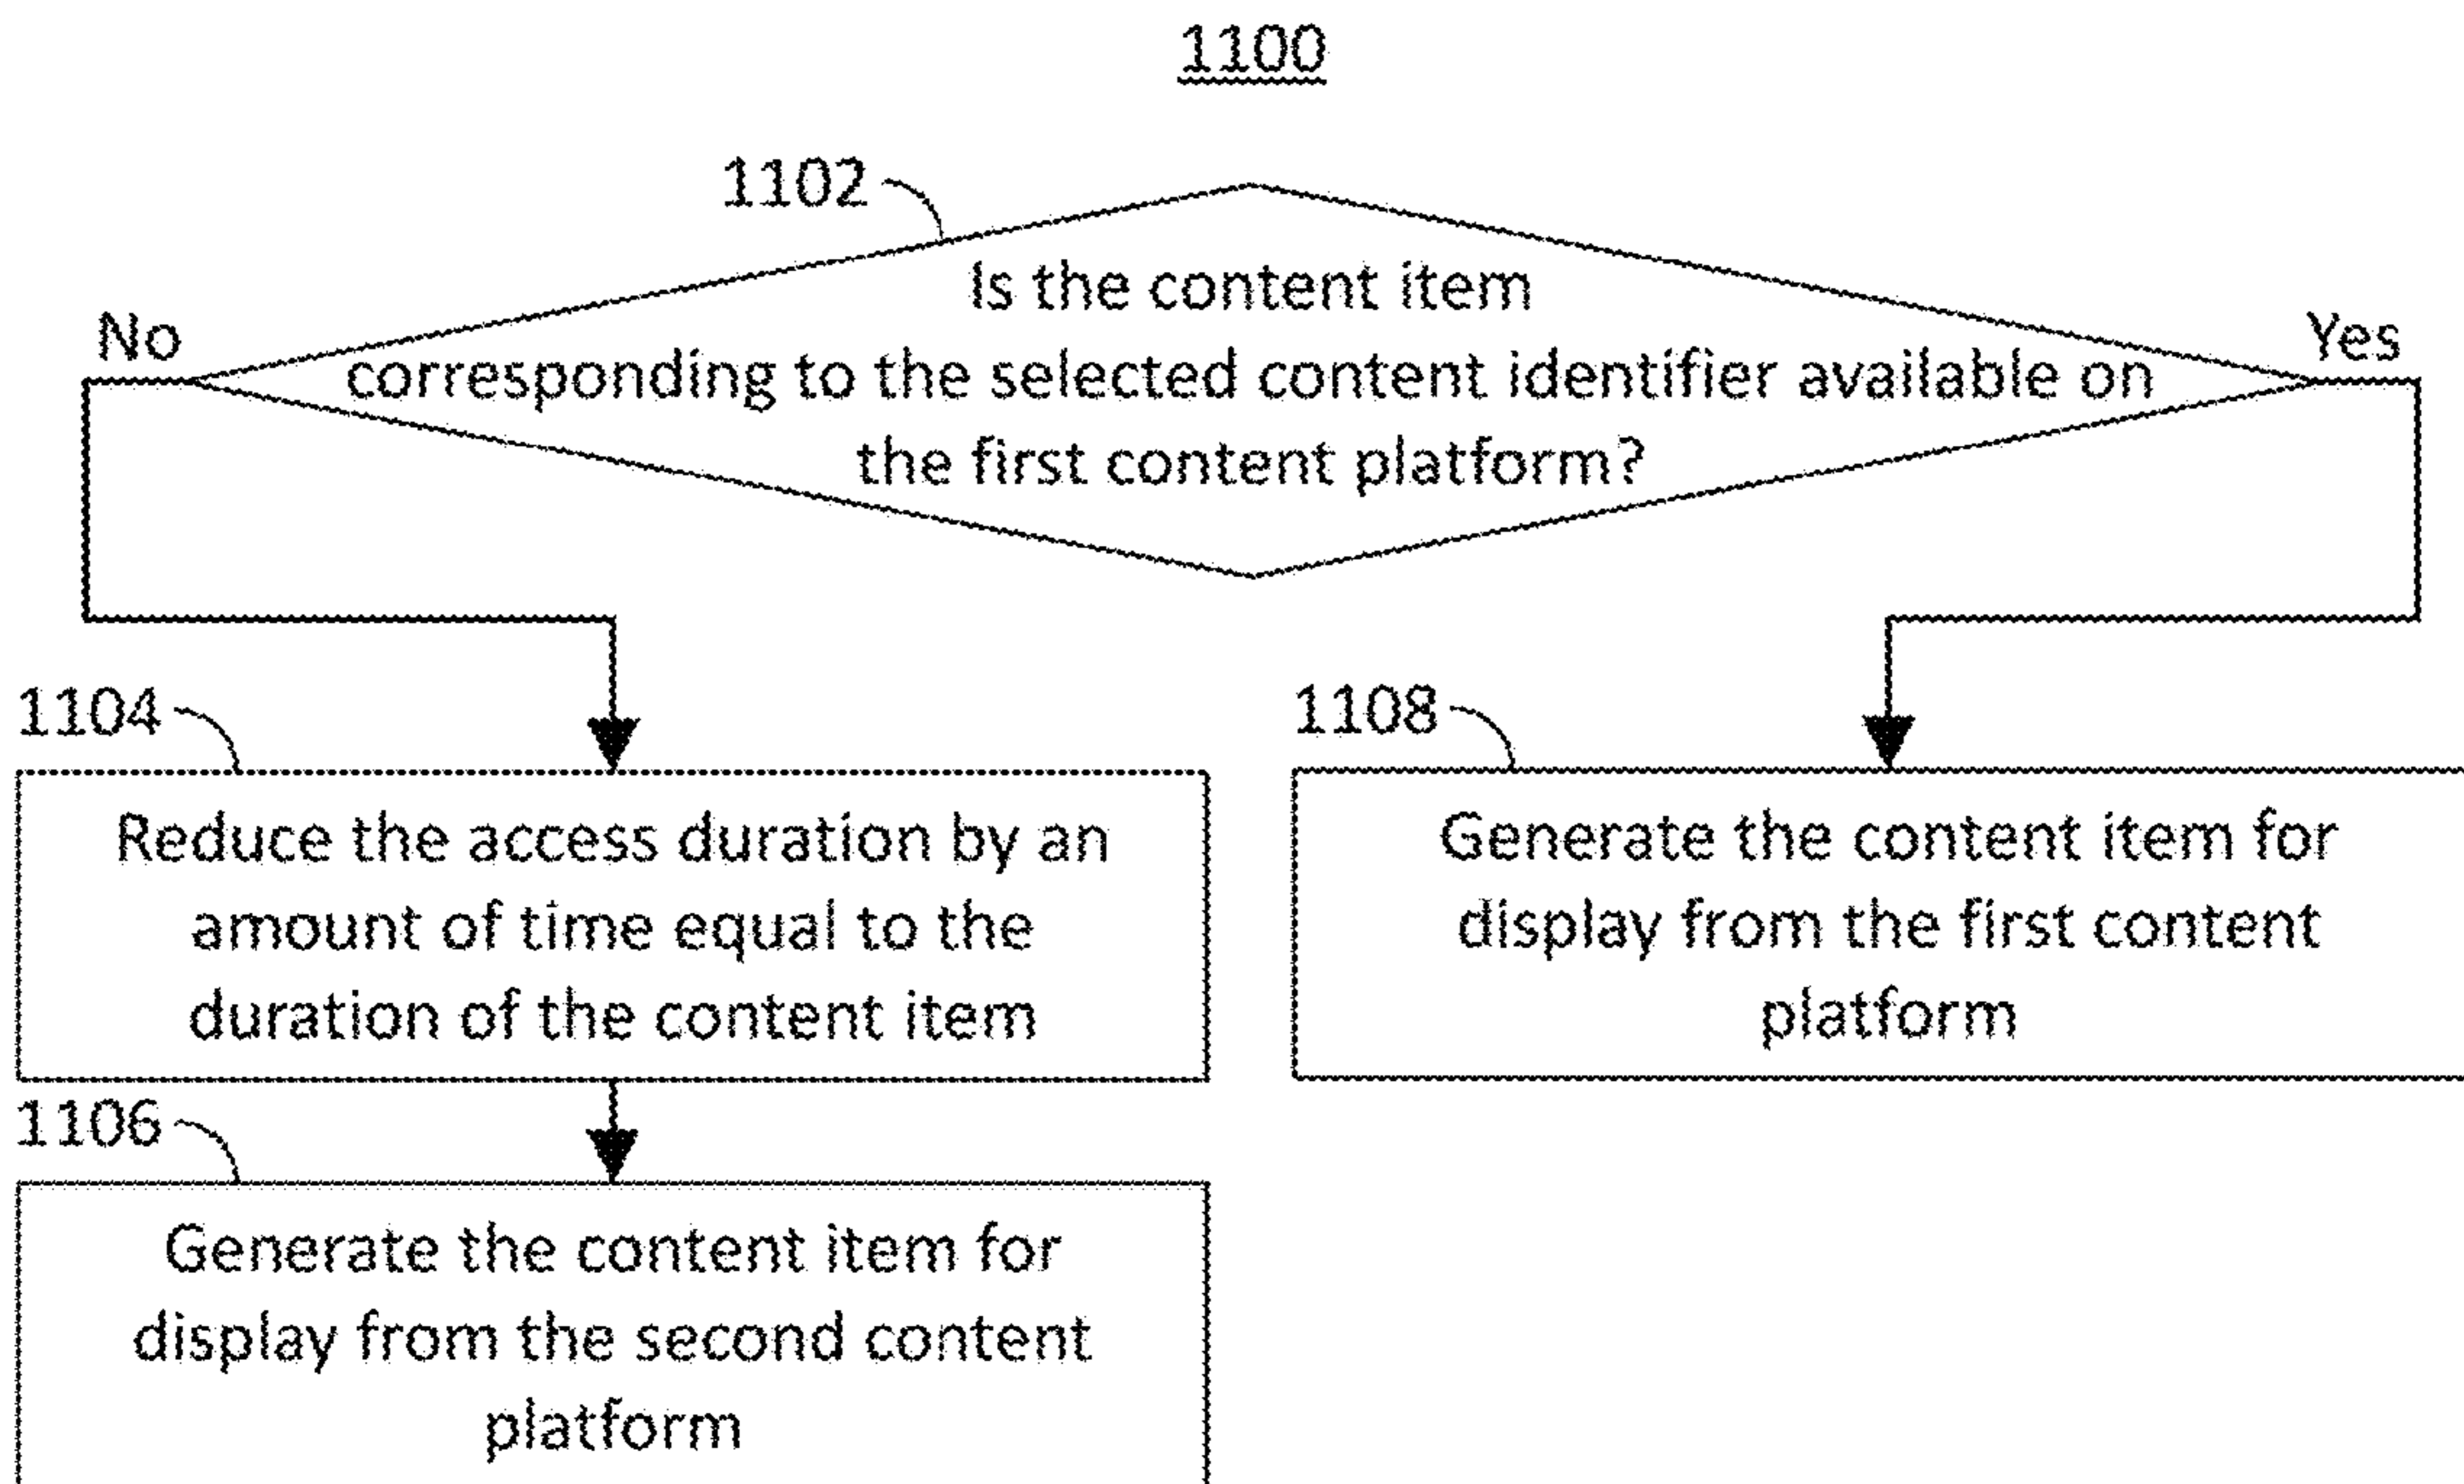 1100
1102
Is the content item
corresponding to the selected content identifier available on
the first content platform?
No
Yes
1104
Reduce the access duration by an
amount of time equal to the
duration of the content item
1108
Generate the content item for
display from the first content
platform
1106
Generate the content item for
display from the second content
platform